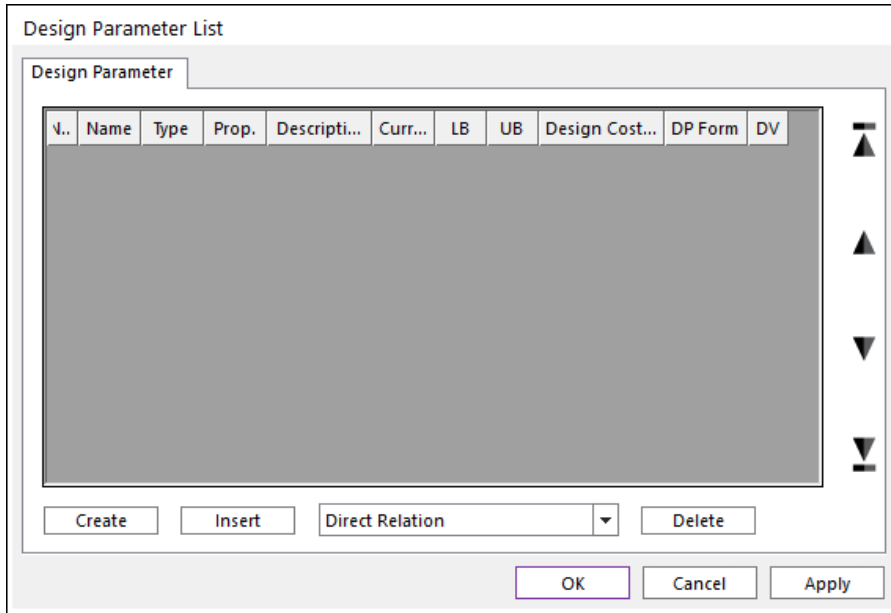 Design Parameter List
Design Parameter
N.. Name Type Prop. Descripti... Curr... LB UB Design Cost... DP Form DV
Create Insert Direct Relation Delete
OK Cancel Apply